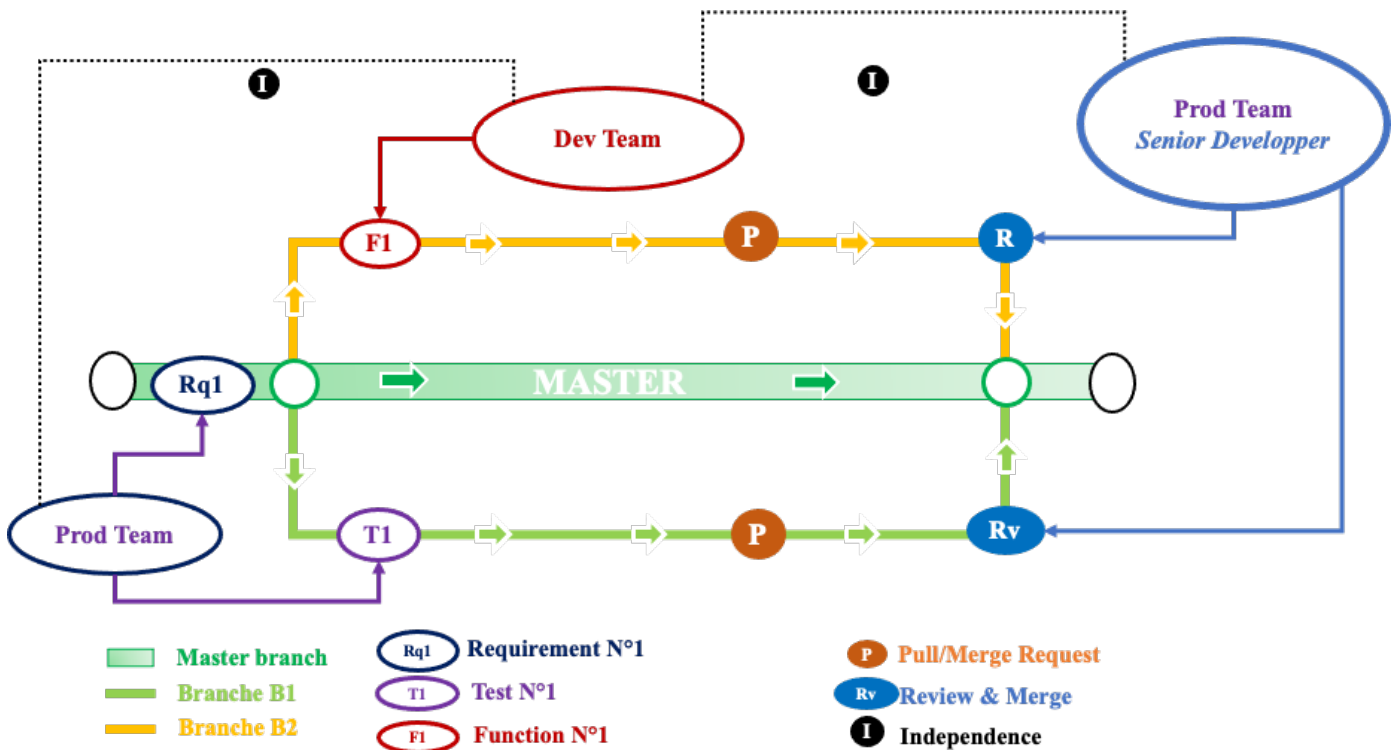 I
I
Dev Team
Prod Team
Senior Developper
F1
P
R
Rq1
MASTER
Prod Team
T1
P
Rv
Master branch
Rq1
Requirement N°1
P
Pull/Merge Request
Branche B1
T1
Test N°1
Rv
Review & Merge
Branche B2
F1
Function N°1
I
Independence